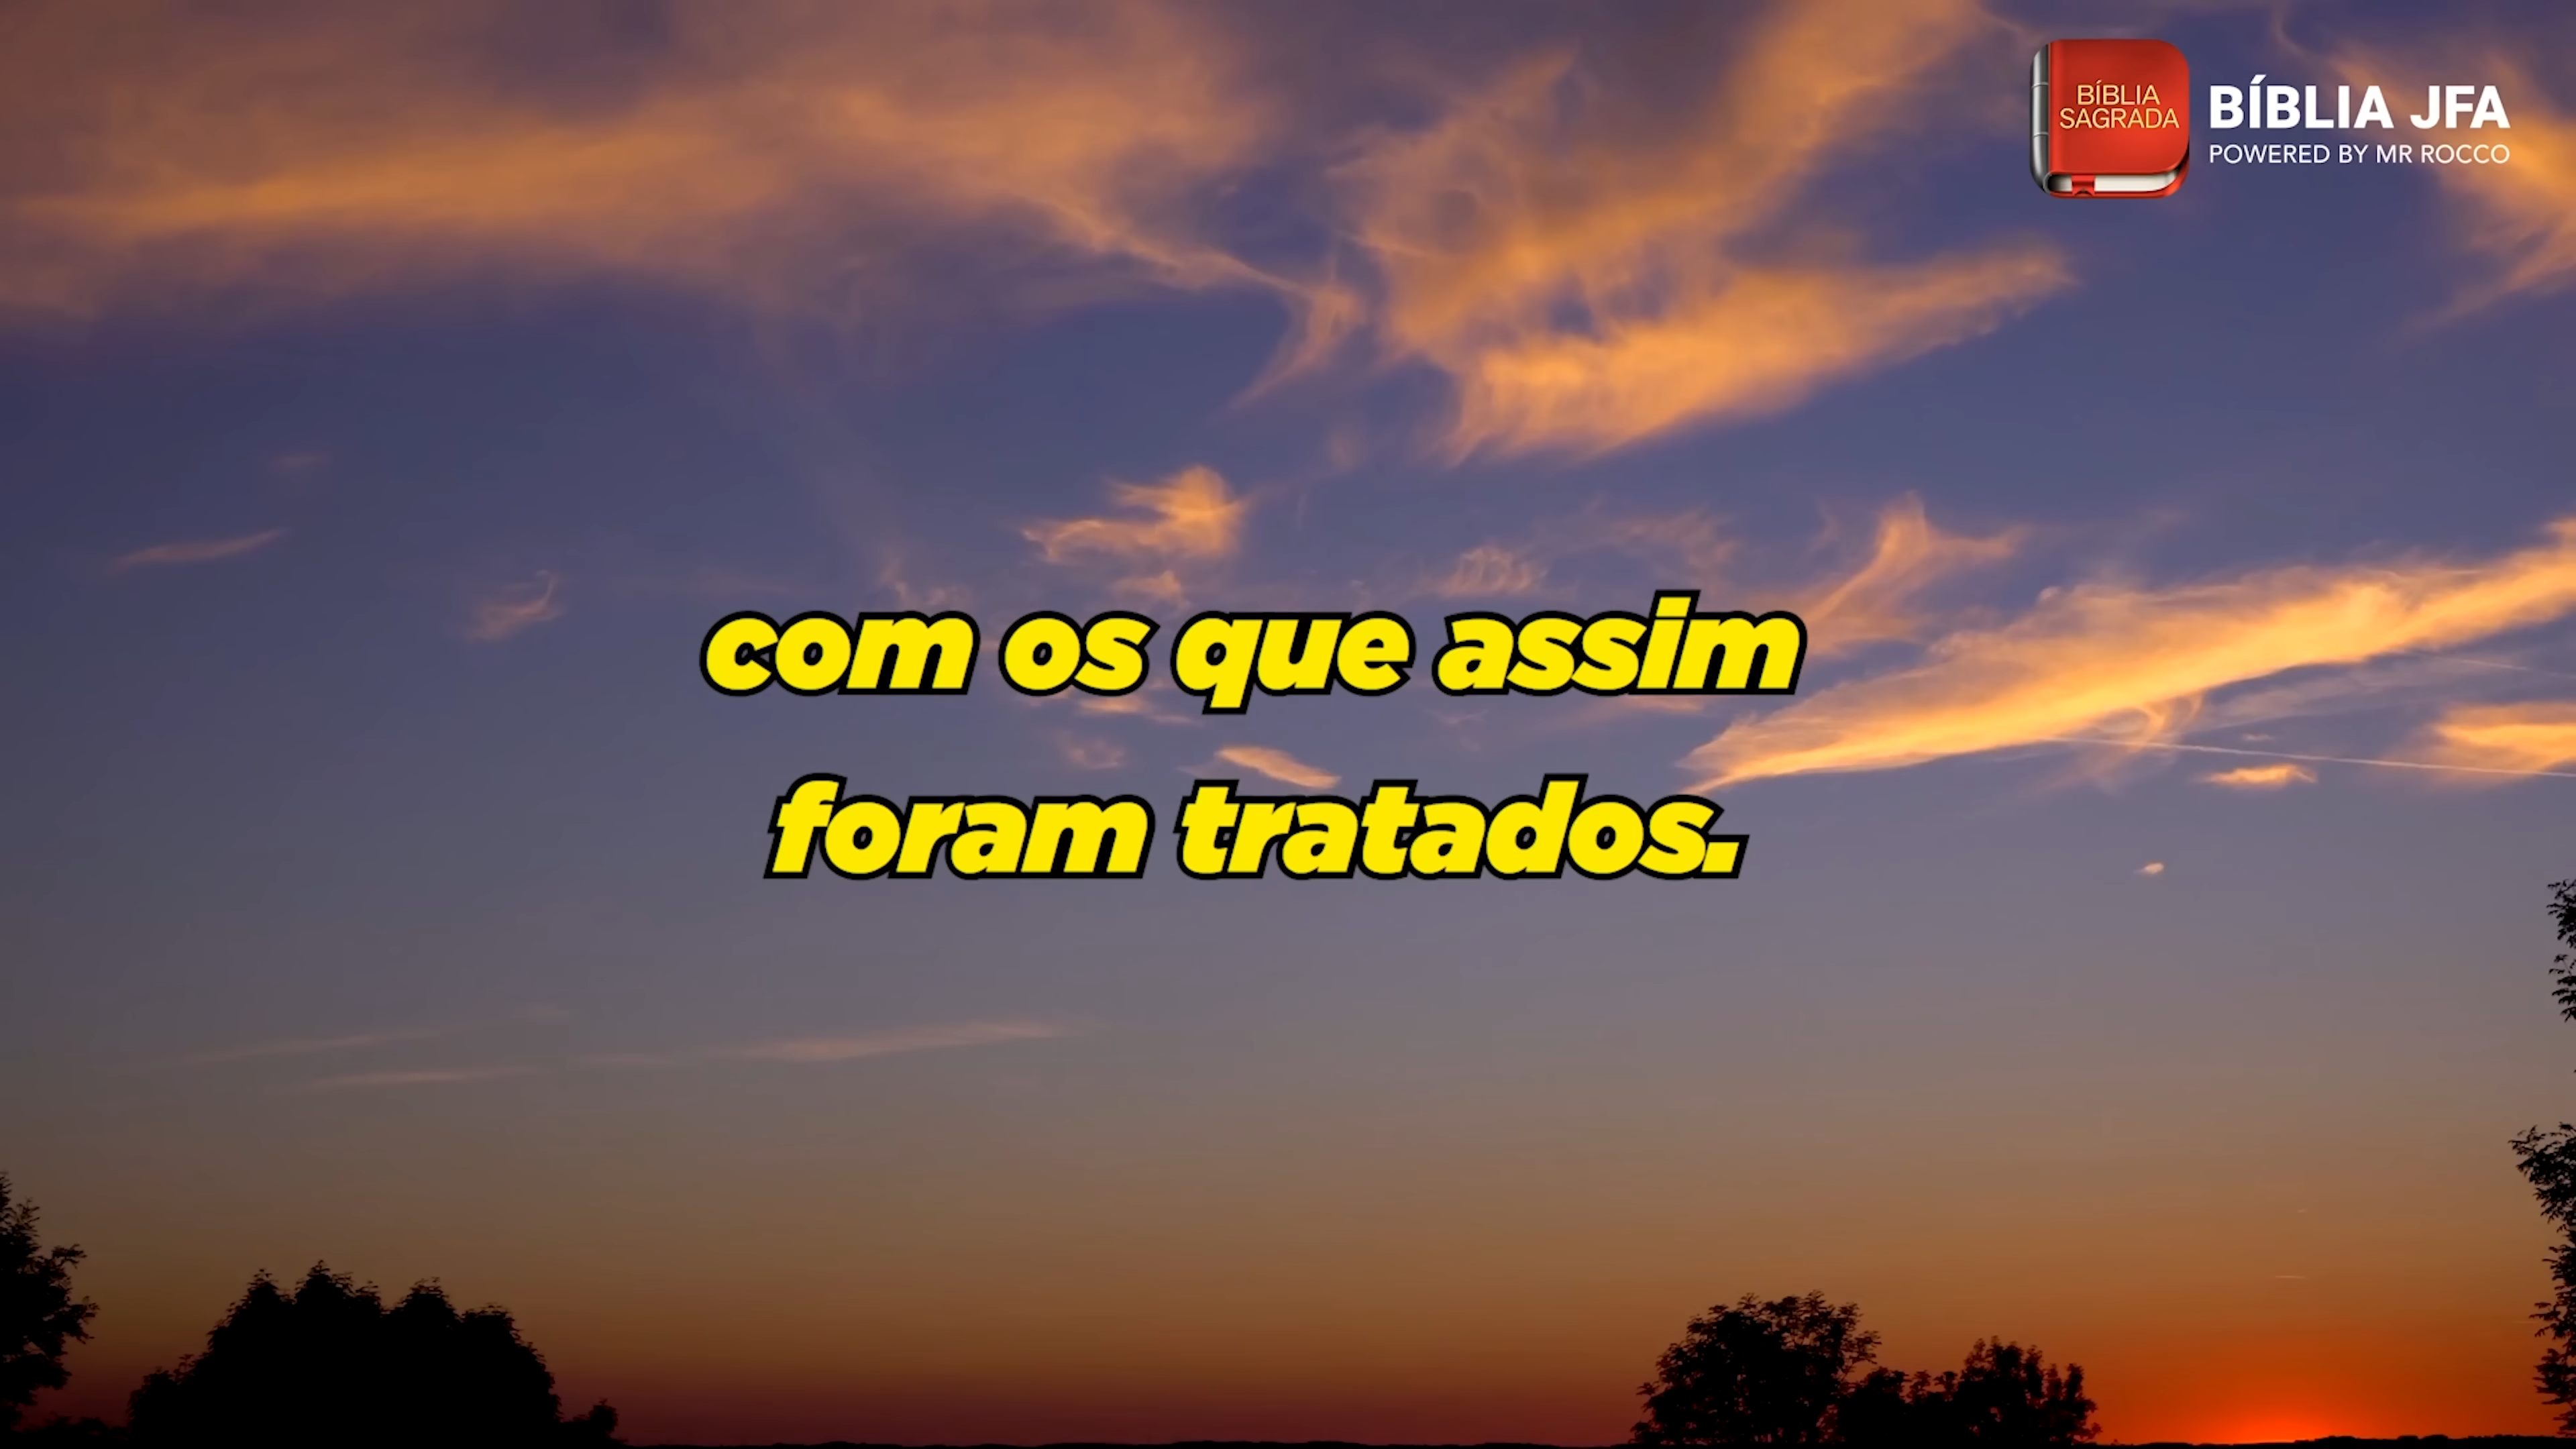 BÍBLIA
SAGRADA
BÍBLIA JFA
POWERED BY MR ROCCO
com os que assim
foram tratados.